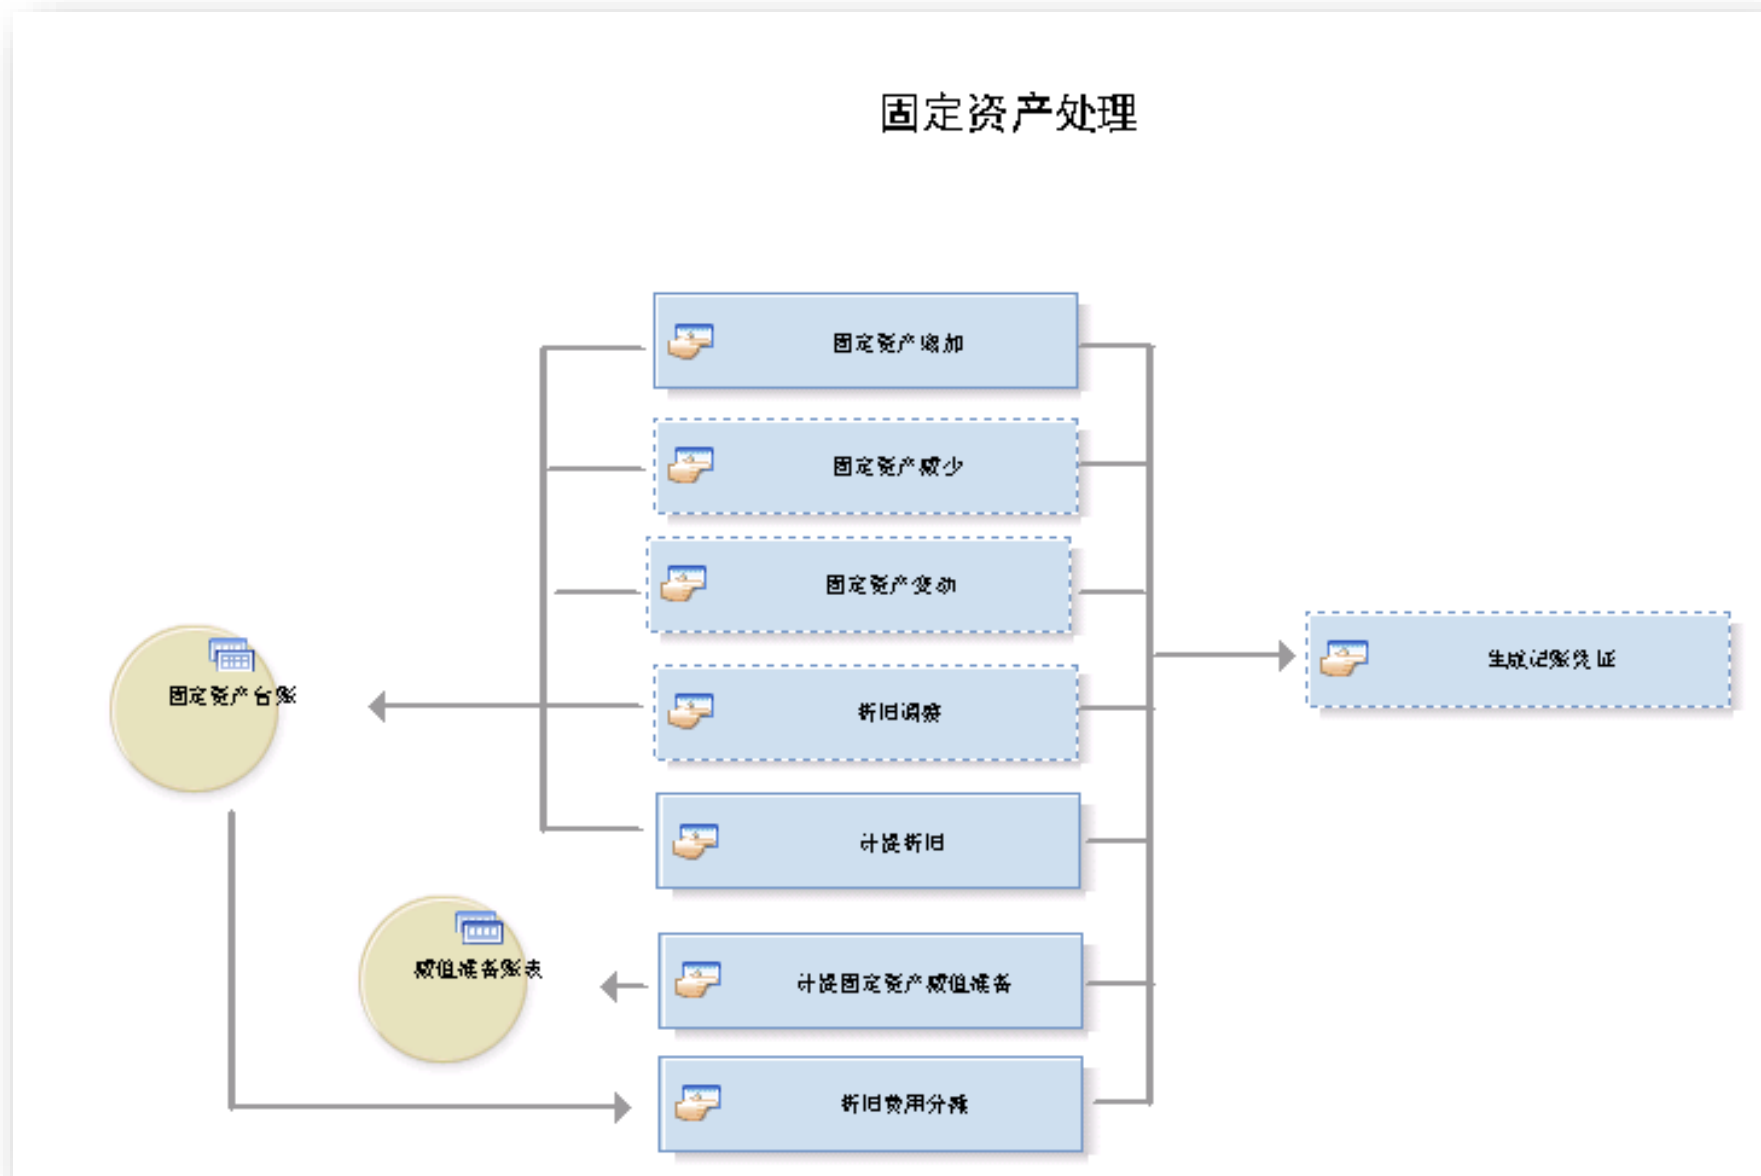 固定资产处理
固定资产增加
固定资产减少
固定资产变动
生成记账凭证
固定资产台账
折旧调整
计提折旧
减值准备账表
计提固定资产减值准备
折旧费用分摊